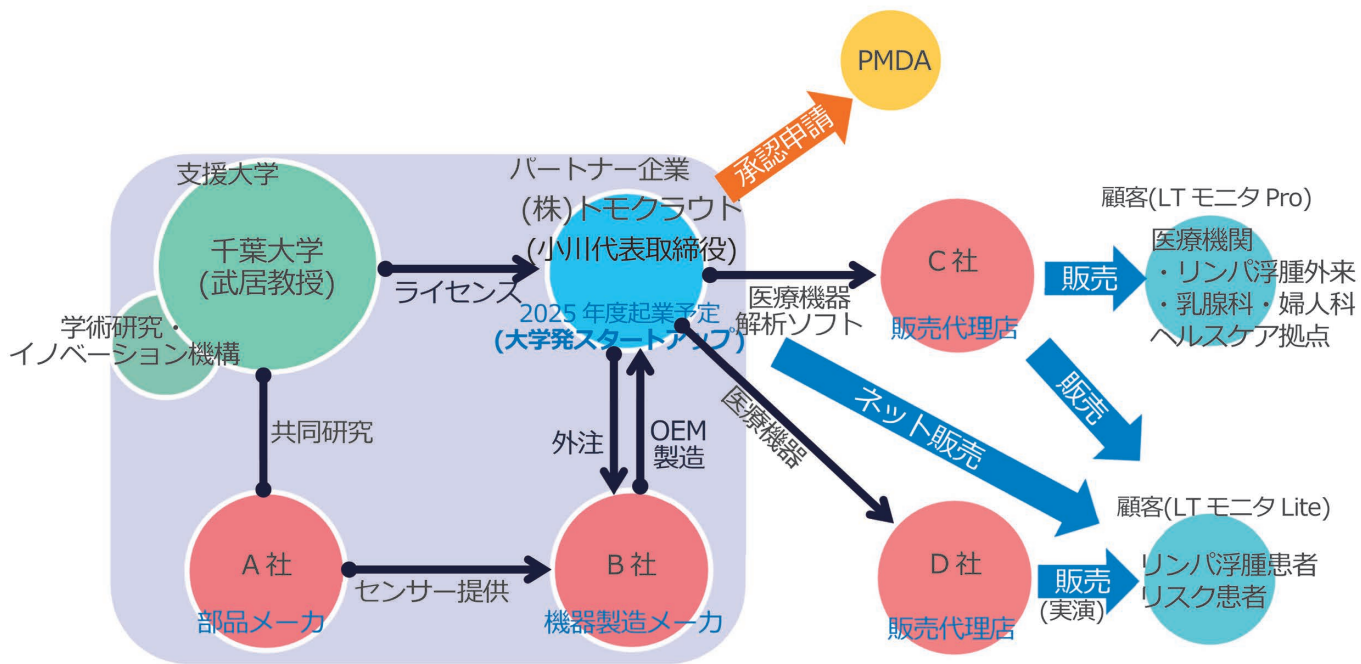 PMDA
承認申請
支援大学
千葉大学
(武居教授)
学術研究・
イノベーション機構
ライセンス
パートナー企業
(株)トモクラウド
(小川代表取締役)
2025 年度起業予定
(大学発スタートアップ)
医療機器
解析ソフト
C 社
販売代理店
販売
顧客(LT モニタ Pro)
医療機関
・リンパ浮腫外来
・乳腺科・婦人科
ヘルスケア拠点
共同研究
外注
OEM
製造
医療機器
ネット販売
販売
A 社
部品メーカ
センサー提供
B 社
機器製造メーカ
D 社
販売代理店
販売
(実演)
顧客(LT モニタ Lite)
リンパ浮腫患者
リスク患者